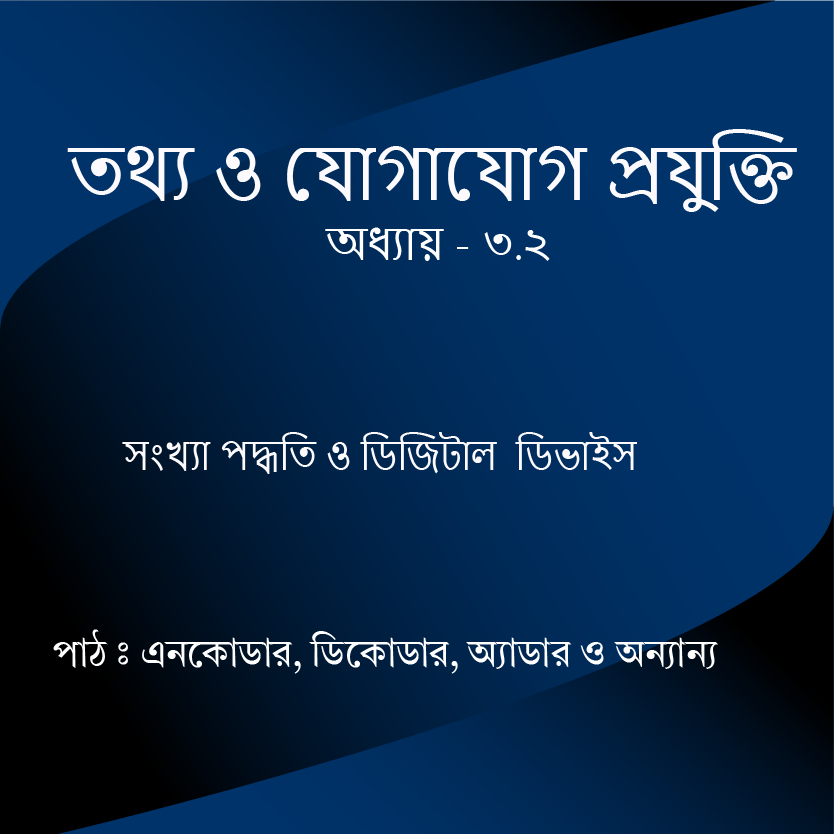 তথ্য ও যোগাযোগ প্রযুক্তি
অধ্যায় - ৩.২
সংখ্যা পদ্ধতি ও ডিজিটাল ডিভাইস
পাঠ ঃ এনকোডার, ডিকোডার, অ্যাডার ও অন্যান্য